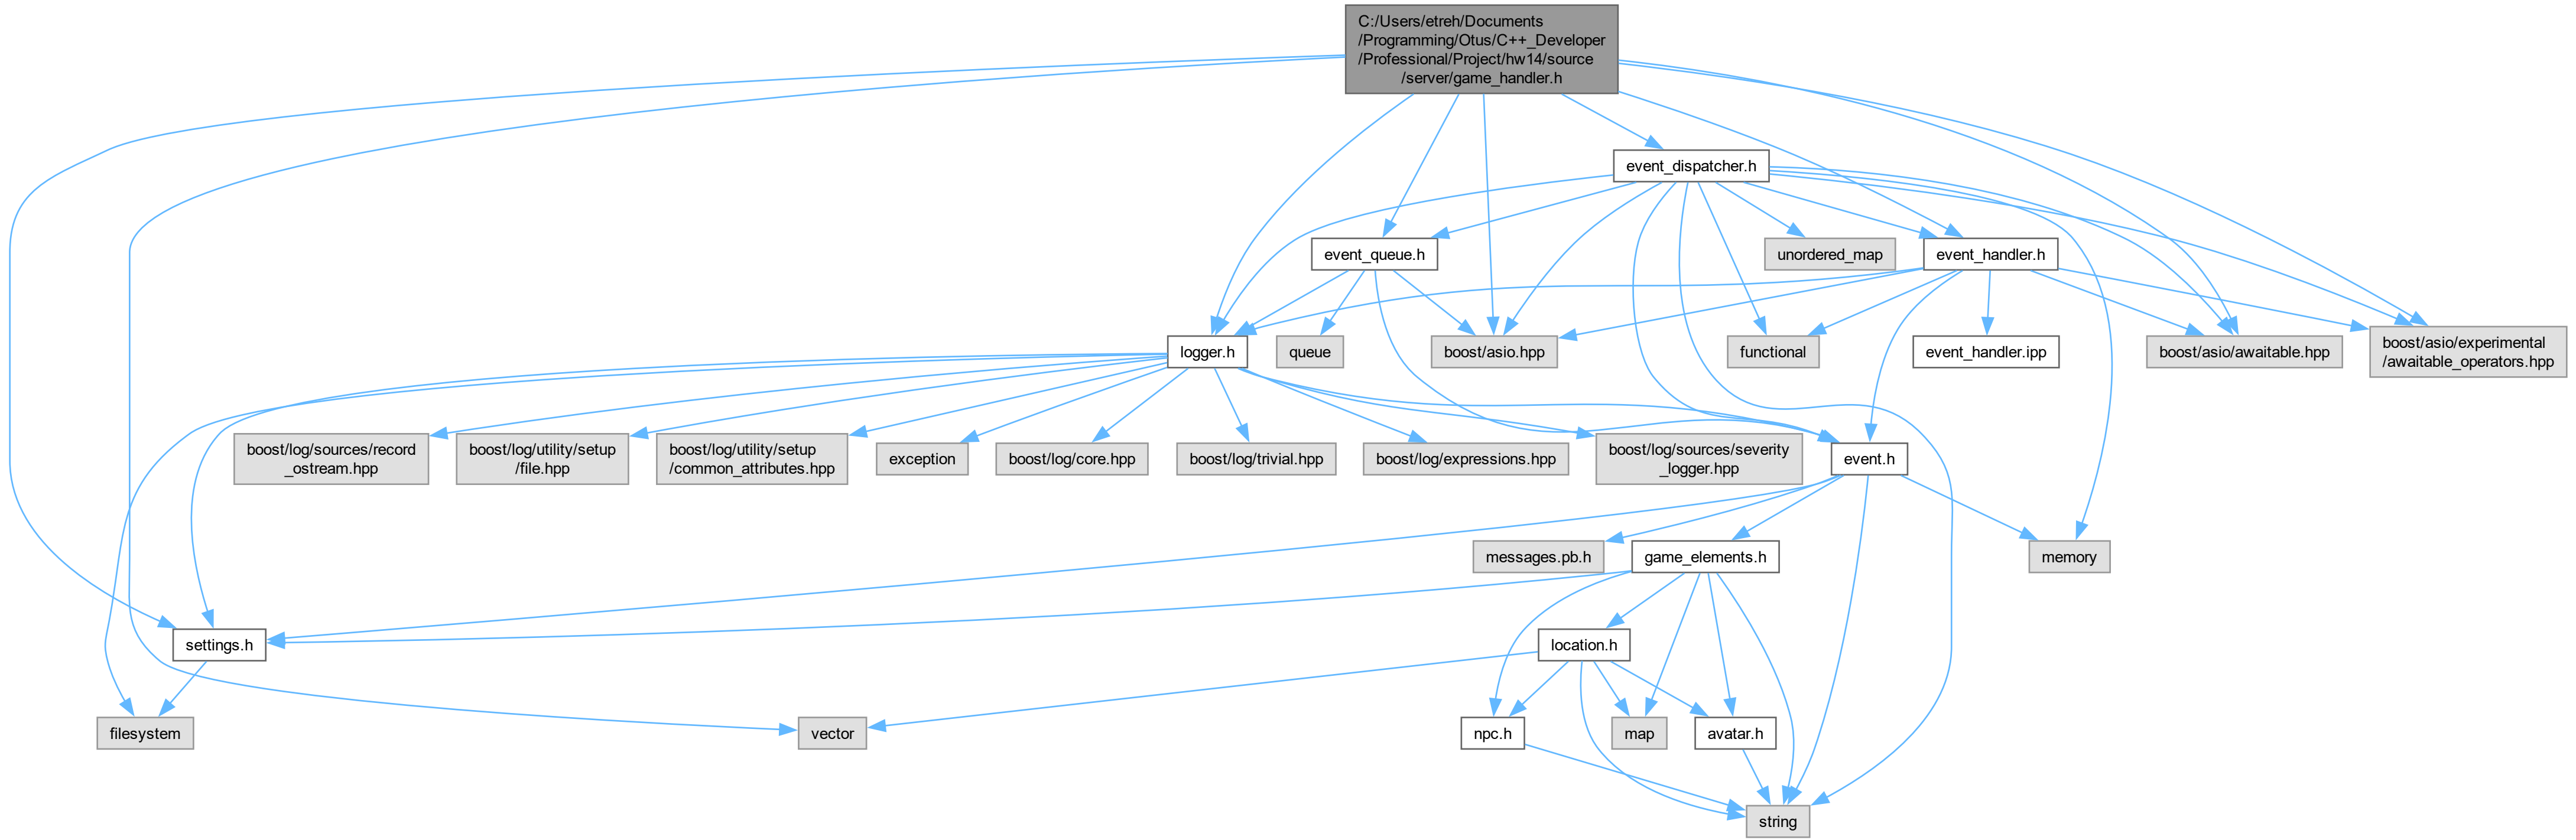 C:/Users/etreh/Documents
/Programming/Otus/C++_Developer
/Professional/Project/hw14/source
/server/game_handler.h
event_dispatcher.h
event_queue.h
unordered_map
event_handler.h
logger.h
queue
boost/asio.hpp
functional
event_handler.ipp
boost/asio/awaitable.hpp
boost/asio/experimental
/awaitable_operators.hpp
boost/log/sources/record
_ostream.hpp
boost/log/utility/setup
/file.hpp
boost/log/utility/setup
/common_attributes.hpp
exception
boost/log/core.hpp
boost/log/trivial.hpp
boost/log/expressions.hpp
boost/log/sources/severity
_logger.hpp
event.h
messages.pb.h
game_elements.h
memory
settings.h
location.h
filesystem
vector
npc.h
map
avatar.h
string